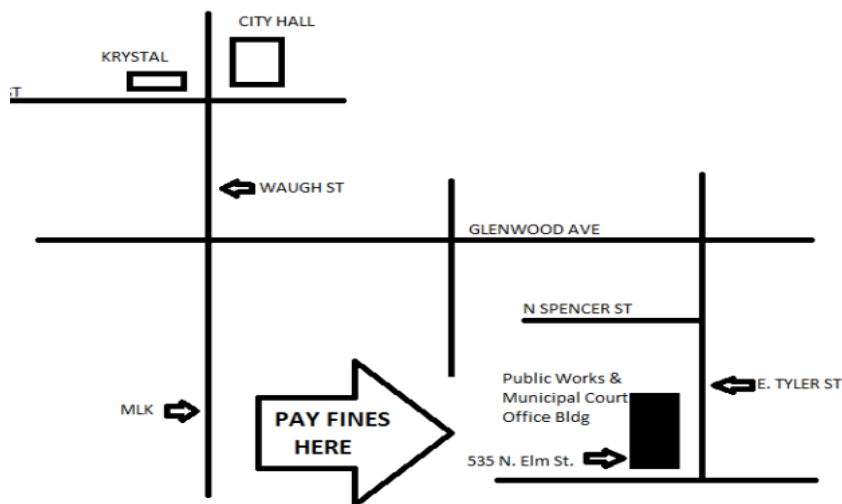 CITY HALL
KRYSTAL
ST
WAUGH ST
GLENWOOD AVE
N SPENCER ST
Public Works &
Municipal Court
Office Bldg
E. TYLER ST
MLK
PAY FINES
HERE
535 N. Elm St.